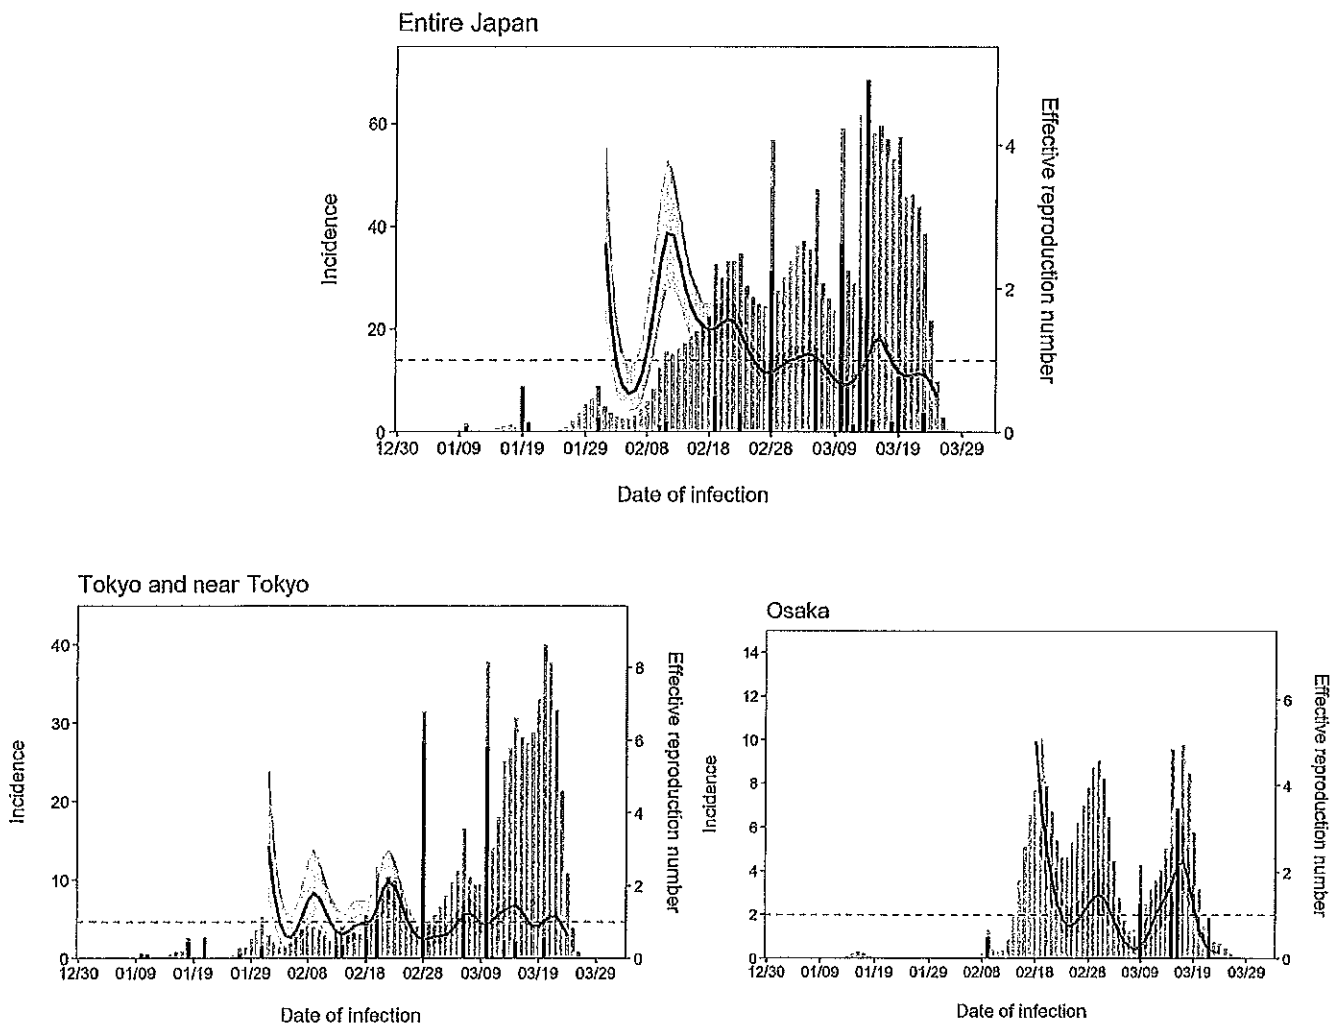 Entire Japan
60
40
20
0
4
2
0
Incidence
Effective reproduction number
12/30 01/09 01/19 01/29 02/08 02/18 02/28 03/09 03/19 03/29
Date of infection
Tokyo and near Tokyo
40
30
20
10
0
8
6
4
2
0
Incidence
Effective reproduction number
12/30 01/09 01/19 01/29 02/08 02/18 02/28 03/09 03/19 03/29
Date of infection
Osaka
14
12
10
8
6
4
2
0
6
4
2
0
Incidence
Effective reproduction number
12/30 01/09 01/19 01/29 02/08 02/18 02/28 03/09 03/19 03/29
Date of infection